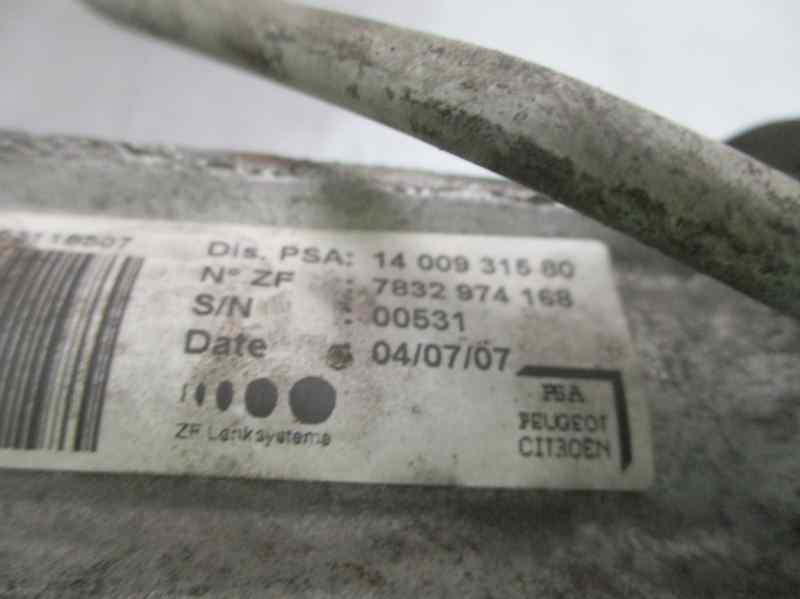 Dis. PSA: 14 009 315 80
N° ZF : 7832 974 168
S/N : 00531
Date : 04/07/07
ZF Lenksysteme
PSA
PEUGEOT
CITROEN